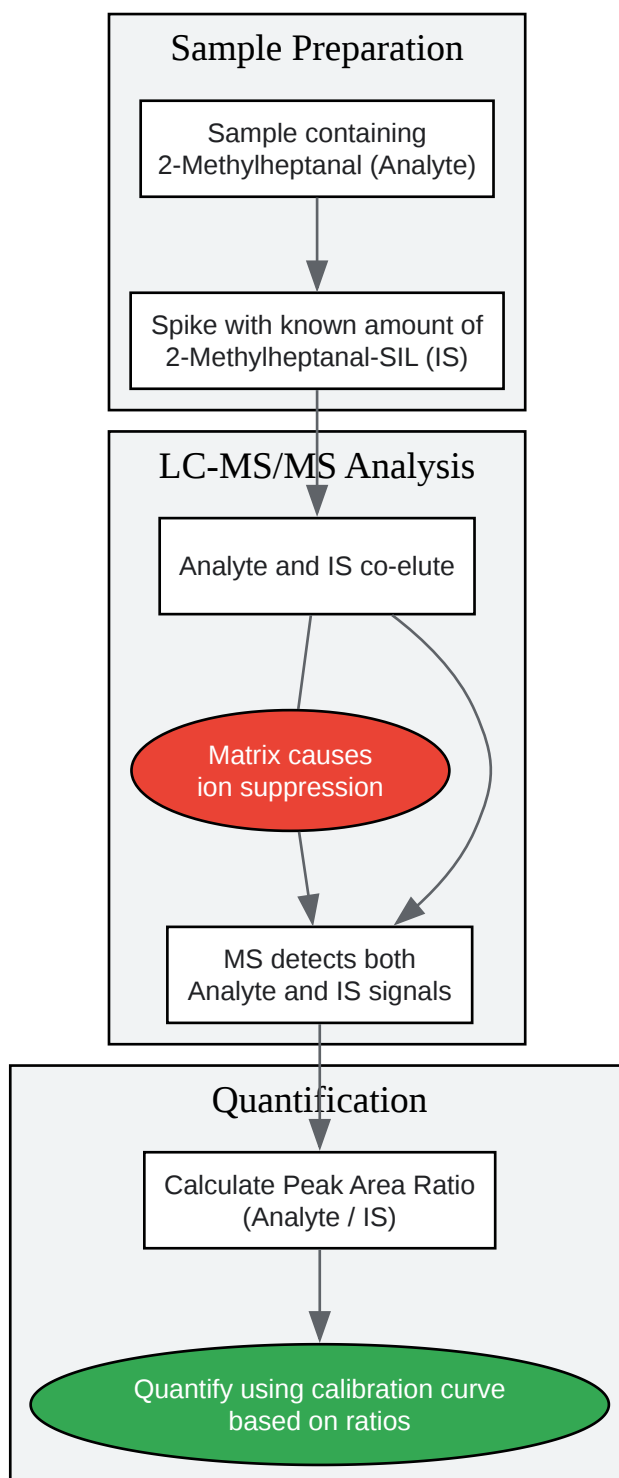 Sample Preparation
Sample containing
2-Methylheptanal (Analyte)
Spike with known amount of
2-Methylheptanal-SIL (IS)
LC-MS/MS Analysis
Analyte and IS co-elute
Matrix causes
ion suppression
MS detects both
Analyte and IS signals
Quantification
Calculate Peak Area Ratio
(Analyte / IS)
Quantify using calibration curve
based on ratios